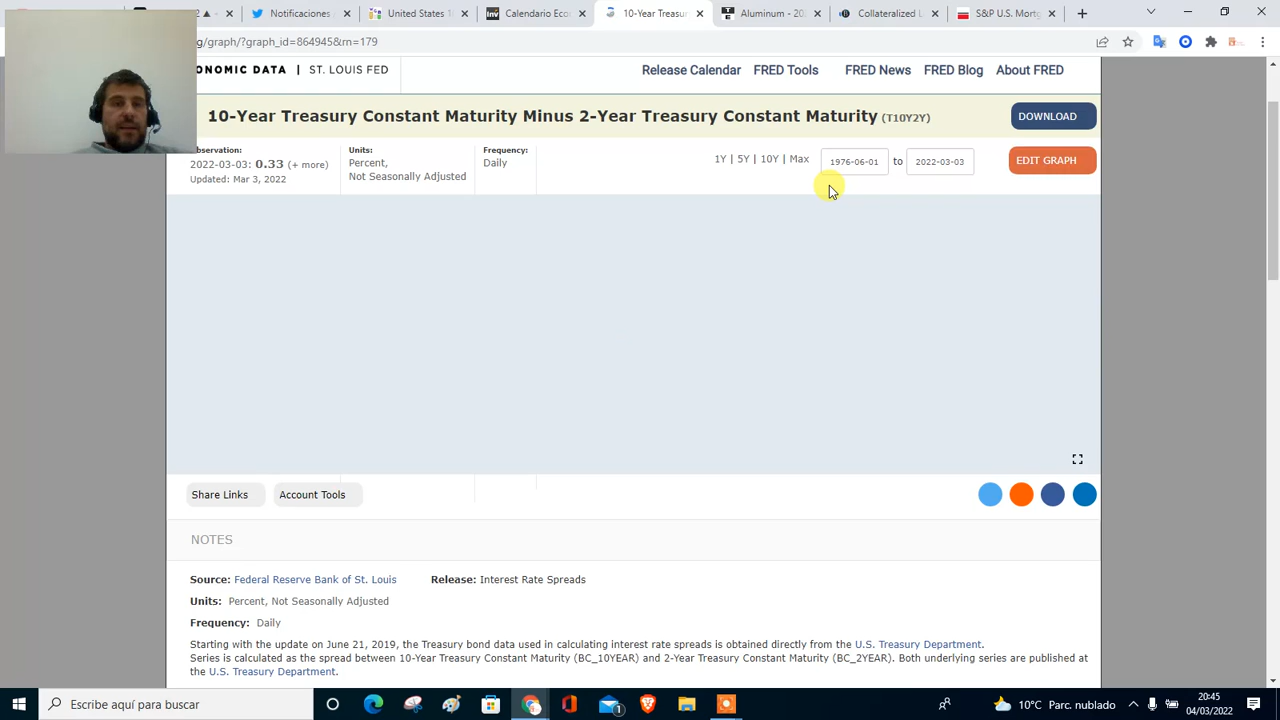 2 ▲
Notificaciones
United States 1
Calendario Econ
10-Year Treasur
Aluminum - 20
Collateralized L
S&P U.S. Mortg
g/graph/?graph_id=864945&rn=179
ONOMIC DATA | ST. LOUIS FED
Release Calendar
FRED Tools
FRED News
FRED Blog
About FRED
10-Year Treasury Constant Maturity Minus 2-Year Treasury Constant Maturity (T10Y2Y)
DOWNLOAD
bservation:
2022-03-03: 0.33 (+ more)
Updated: Mar 3, 2022
Units:
Percent,
Not Seasonally Adjusted
Frequency:
Daily
1Y | 5Y | 10Y | Max
1976-06-01 to 2022-03-03
EDIT GRAPH
Share Links
Account Tools
NOTES
Source: Federal Reserve Bank of St. Louis
Release: Interest Rate Spreads
Units: Percent, Not Seasonally Adjusted
Frequency: Daily
Starting with the update on June 21, 2019, the Treasury bond data used in calculating interest rate spreads is obtained directly from the U.S. Treasury Department.
Series is calculated as the spread between 10-Year Treasury Constant Maturity (BC_10YEAR) and 2-Year Treasury Constant Maturity (BC_2YEAR). Both underlying series are published at
the U.S. Treasury Department.
Escribe aquí para buscar
10°C Parc. nublado
20:45
04/03/2022